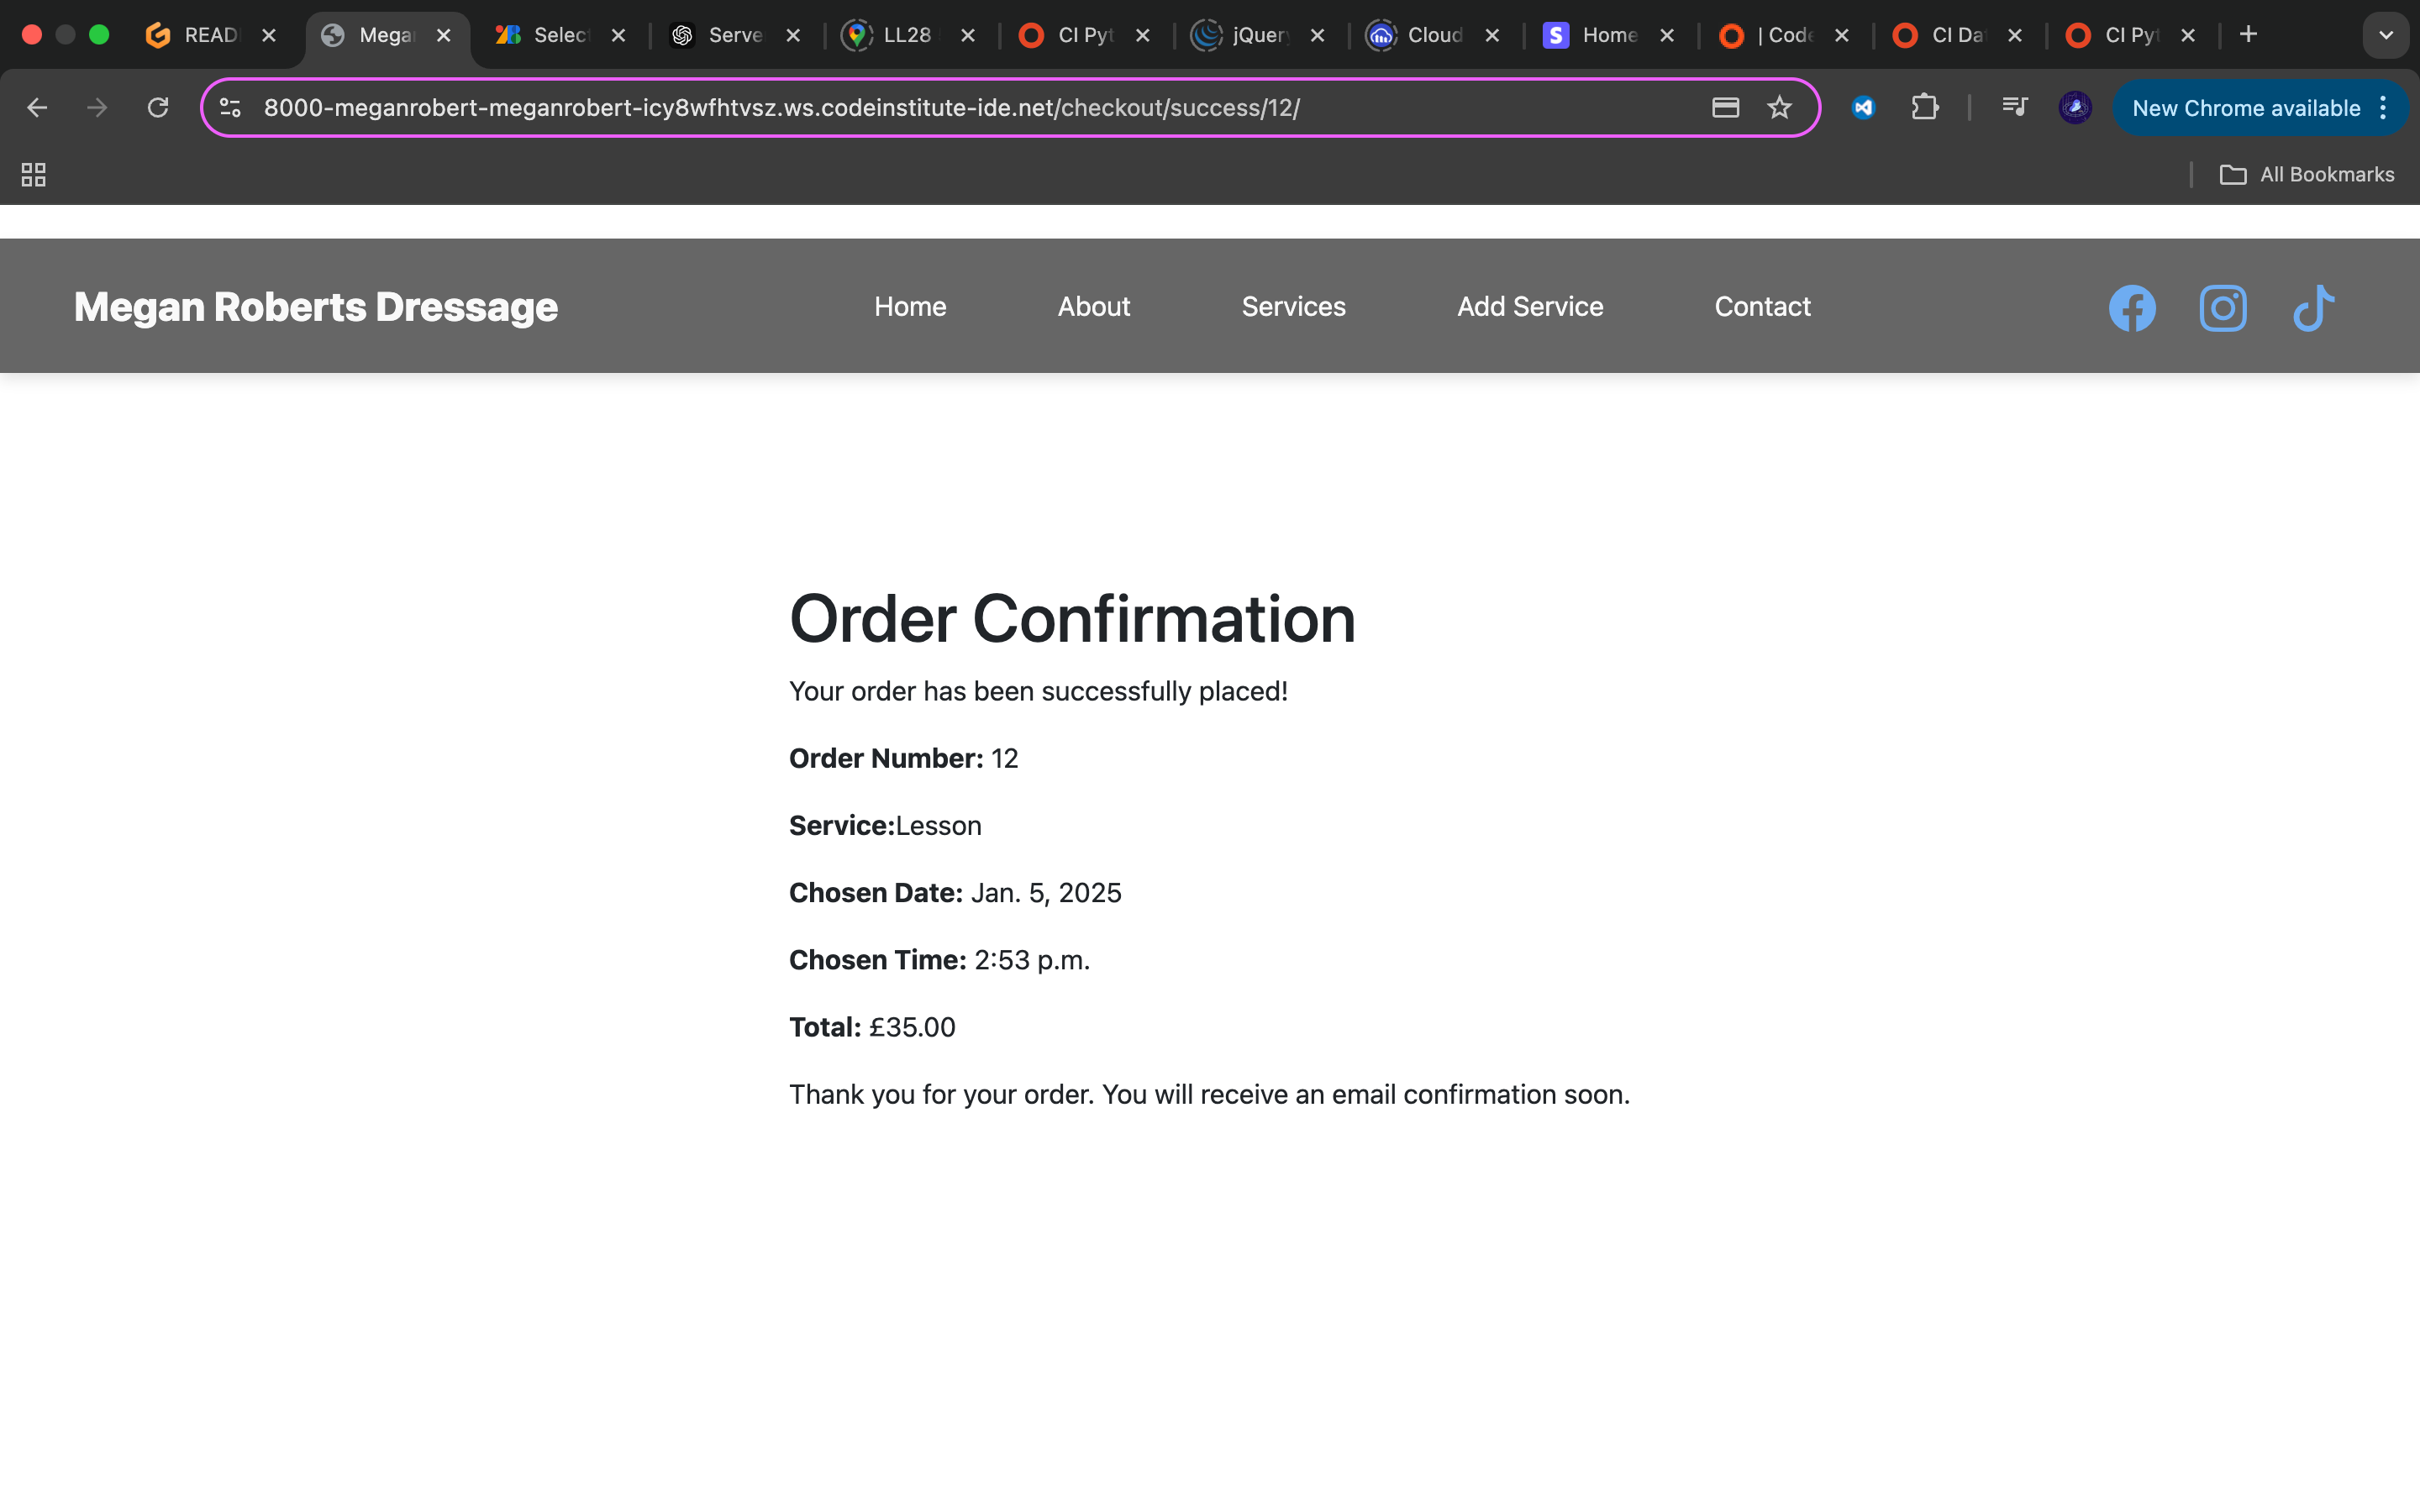 READ
Mega
Selec
Serve
LL28
CI Pyt
jQuer
Cloud
Home
| Code
CI Da
CI Py
8000-meganrobert-meganrobert-icy8wfhtvsz.ws.codeinstitute-ide.net/checkout/success/12/
New Chrome available
All Bookmarks
Megan Roberts Dressage
Home
About
Services
Add Service
Contact
Order Confirmation
Your order has been successfully placed!
Order Number: 12
Service:Lesson
Chosen Date: Jan. 5, 2025
Chosen Time: 2:53 p.m.
Total: £35.00
Thank you for your order. You will receive an email confirmation soon.